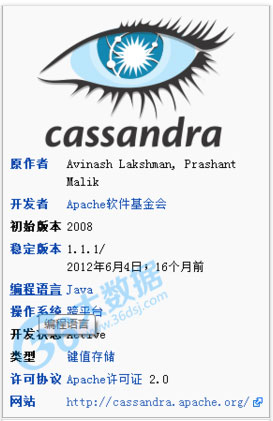 cassandra
原作者 Avinash Lakshman, Prashant
Malik
开发者 Apache软件基金会
初始版本 2008
稳定版本 1.1.1/
2012年6月4日，16个月前
编程语言 Java
操作系统 跨平台
编程语言
开发状态 Active
类型 键值存储
许可协议 Apache许可证 2.0
网站 http://cassandra.apache.org/
36大数据
www.36dsj.com